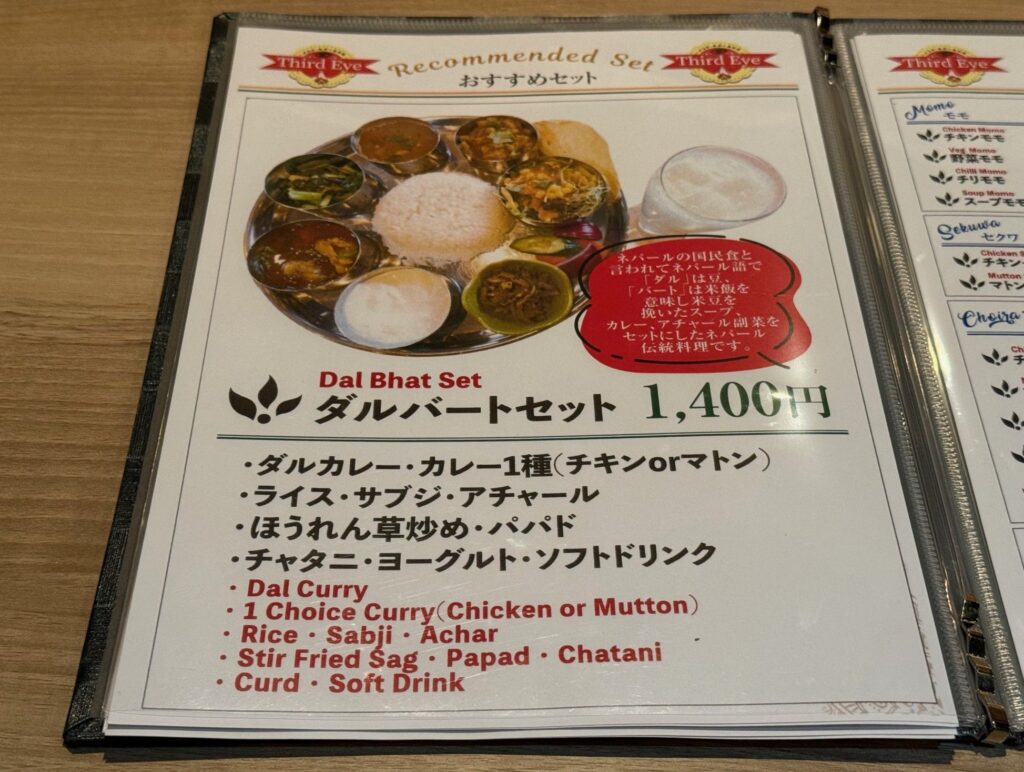 Third Eye
Recommended Set
Third Eye
おすすめセット
ネパールの国民食と
言われてネパール語で
「ダル」は豆、
「バート」は米飯を
意味し米豆を
挽いたスープ、
カレー、アチャール副菜を
セットにしたネパール
伝統料理です。
Dal Bhat Set
ダルバートセット 1,400円
・ダルカレー・カレー1種(チキンorマトン)
・ライス・サブジ・アチャール
・ほうれん草炒め・パパド
・チャタニ・ヨーグルト・ソフトドリンク
・Dal Curry
・1 Choice Curry(Chicken or Mutton)
・Rice・Sabji・Achar
・Stir Fried Sag・Papad・Chatani
・Curd・Soft Drink
Third Eye
Momo
モモ
Chicken Momo
チキンモモ
Veg Momo
野菜モモ
Chilli Momo
チリモモ
Soup Momo
スープモモ
Sekuwa
セクワ
Chicken S
チキン
Mutton
マトン
Choira